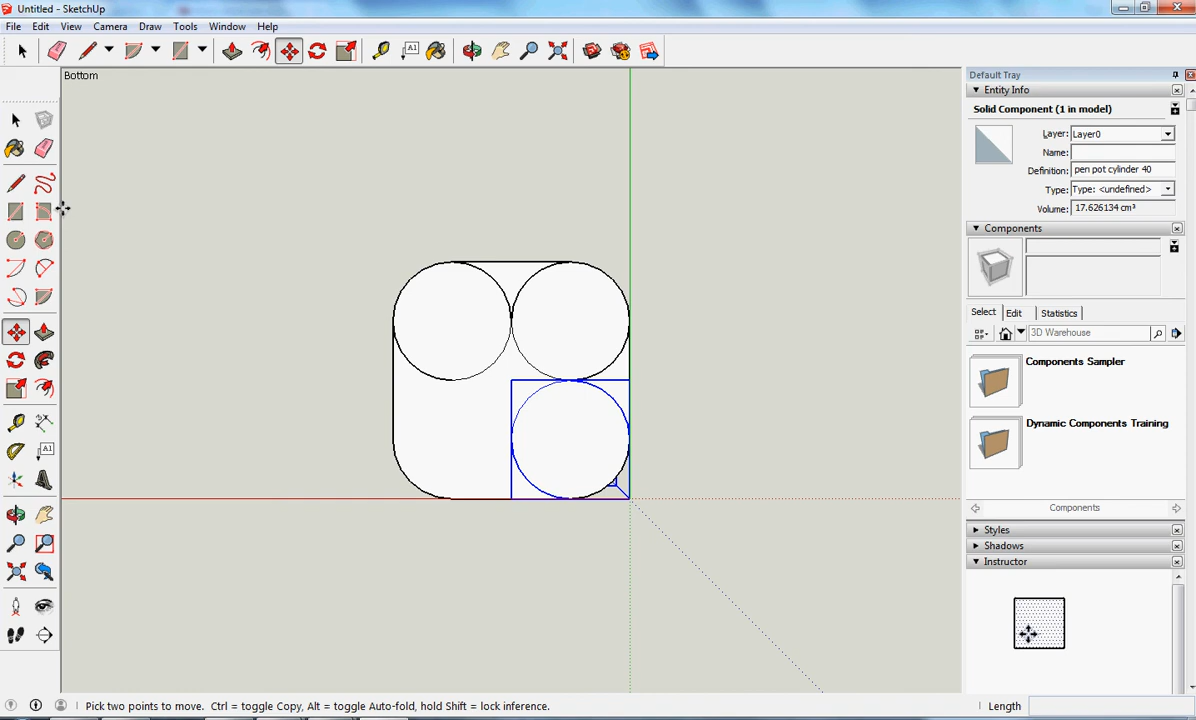 Untitled - SketchUp
File Edit View Camera Draw Tools Window Help
A1
Bottom
Default Tray
Entity Info
Solid Component (1 in model)
Layer: Layer0
Name:
Definition: pen pot cylinder 40
Type: Type: <undefined>
Volume: 17.626134 cm³
Components
Select Edit Statistics
3D Warehouse
Components Sampler
Dynamic Components Training
A1
Components
Styles
Shadows
Instructor
Pick two points to move. Ctrl = toggle Copy, Alt = toggle Auto-fold, hold Shift = lock inference.
Length